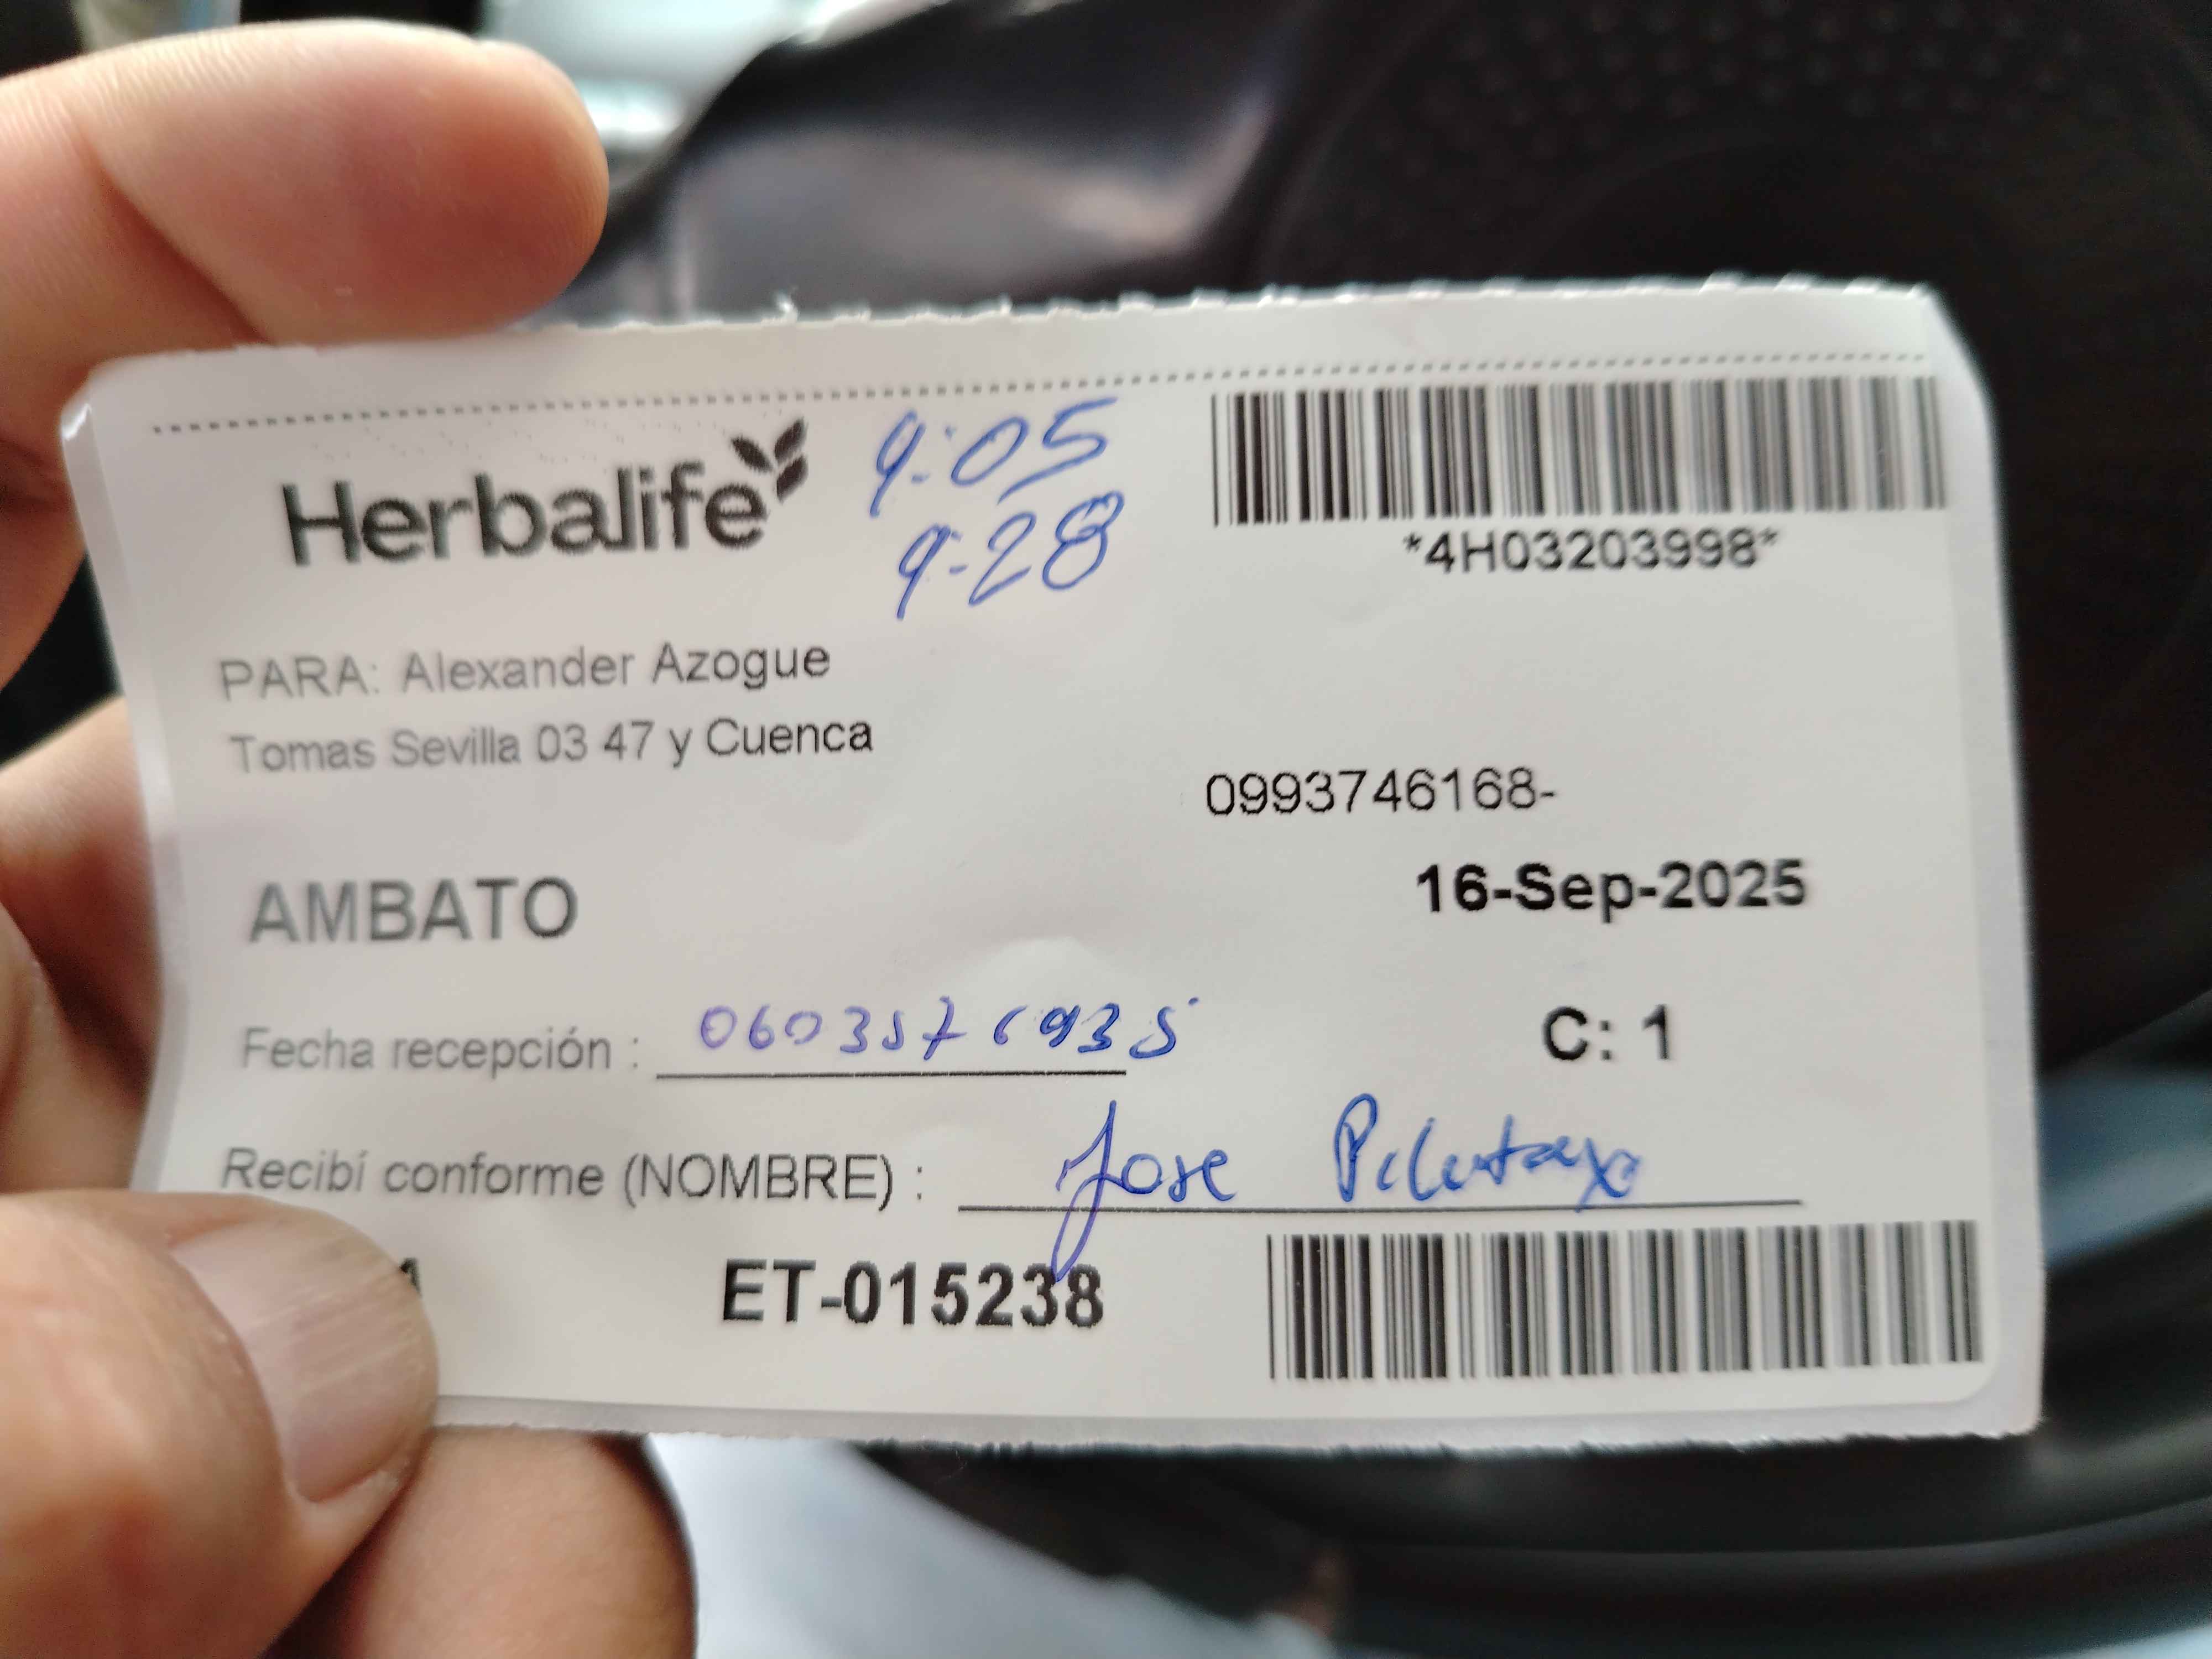 Herbalife
9:05
9-28
*4H03203998*
PARA: Alexander Azogue
Tomas Sevilla 03 47 y Cuenca
0993746168-
AMBATO
16-Sep-2025
Fecha recepción : 0603576935
C: 1
Recibí conforme (NOMBRE) : Jose
ET-015238